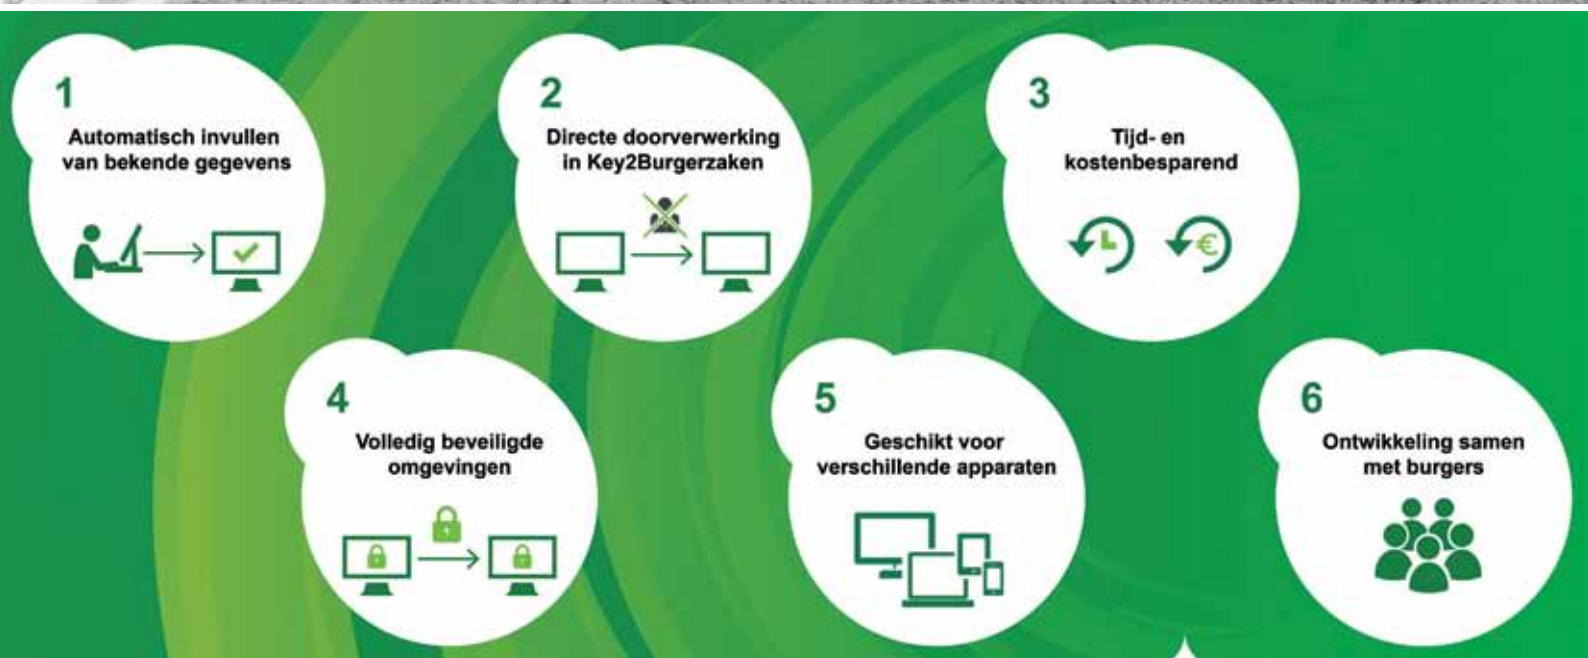 1
Automatisch invullen
van bekende gegevens
2
Directe doorverwerking
in Key2Burgerzaken
3
Tijd- en
kostenbesparend
€
4
Volledig beveiligde
omgevingen
5
Geschikt voor
verschillende apparaten
6
Ontwikkeling samen
met burgers